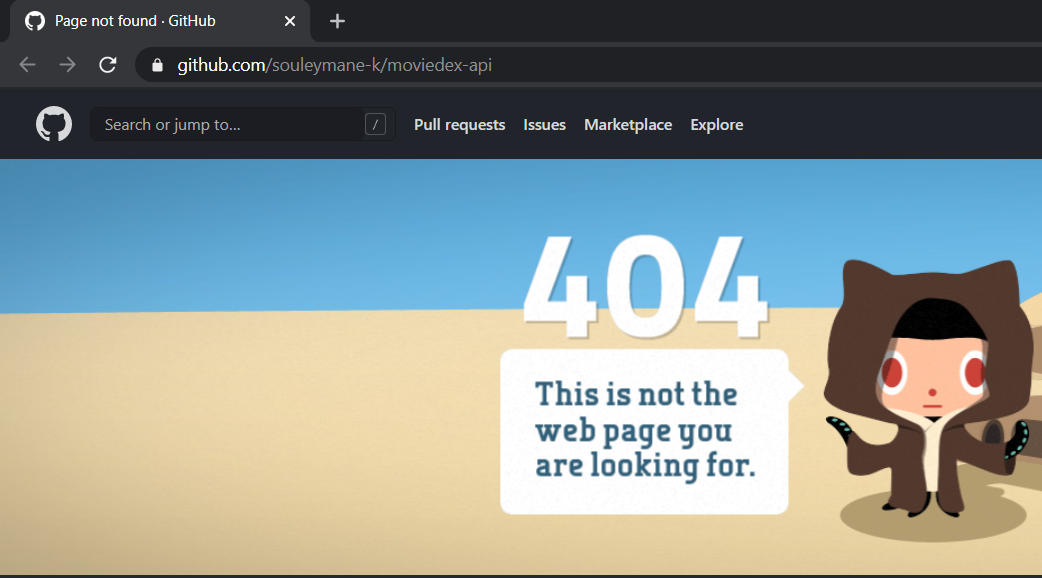 Page not found · GitHub
github.com/souleymane-k/moviedex-api
Search or jump to... /
Pull requests Issues Marketplace Explore
404
This is not the
web page you
are looking for.